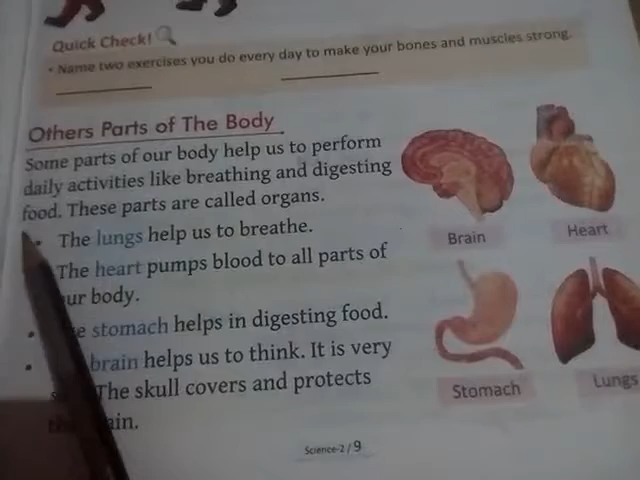 Quick Check!
• Name two exercises you do every day to make your bones and muscles strong.
Others Parts of The Body
Some parts of our body help us to perform
daily activities like breathing and digesting
food. These parts are called organs.
• The lungs help us to breathe.
The heart pumps blood to all parts of
ur body.
• e stomach helps in digesting food.
• brain helps us to think. It is very
The skull covers and protects
ain.
Brain
Heart
Stomach
Lungs
Science-2 / 9